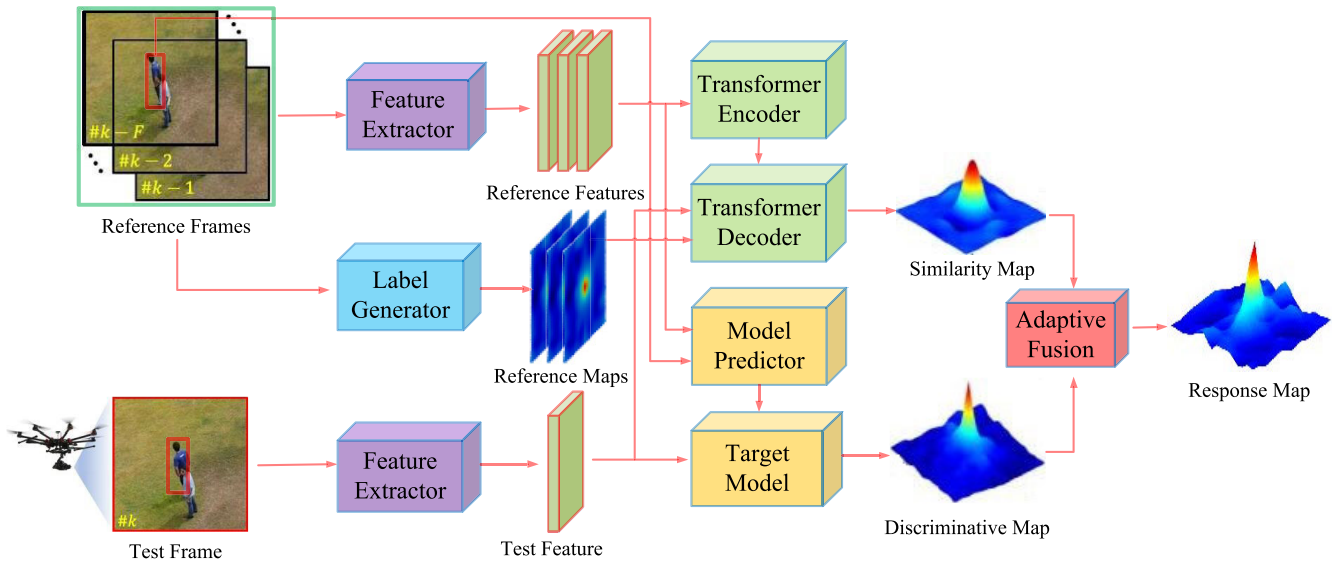 #k − F
#k − 2
#k − 1
Reference Frames
Feature
Extractor
Reference Features
Transformer
Encoder
Transformer
Decoder
Similarity Map
Label
Generator
Reference Maps
Model
Predictor
Adaptive
Fusion
Response Map
#k
Test Frame
Feature
Extractor
Test Feature
Target
Model
Discriminative Map